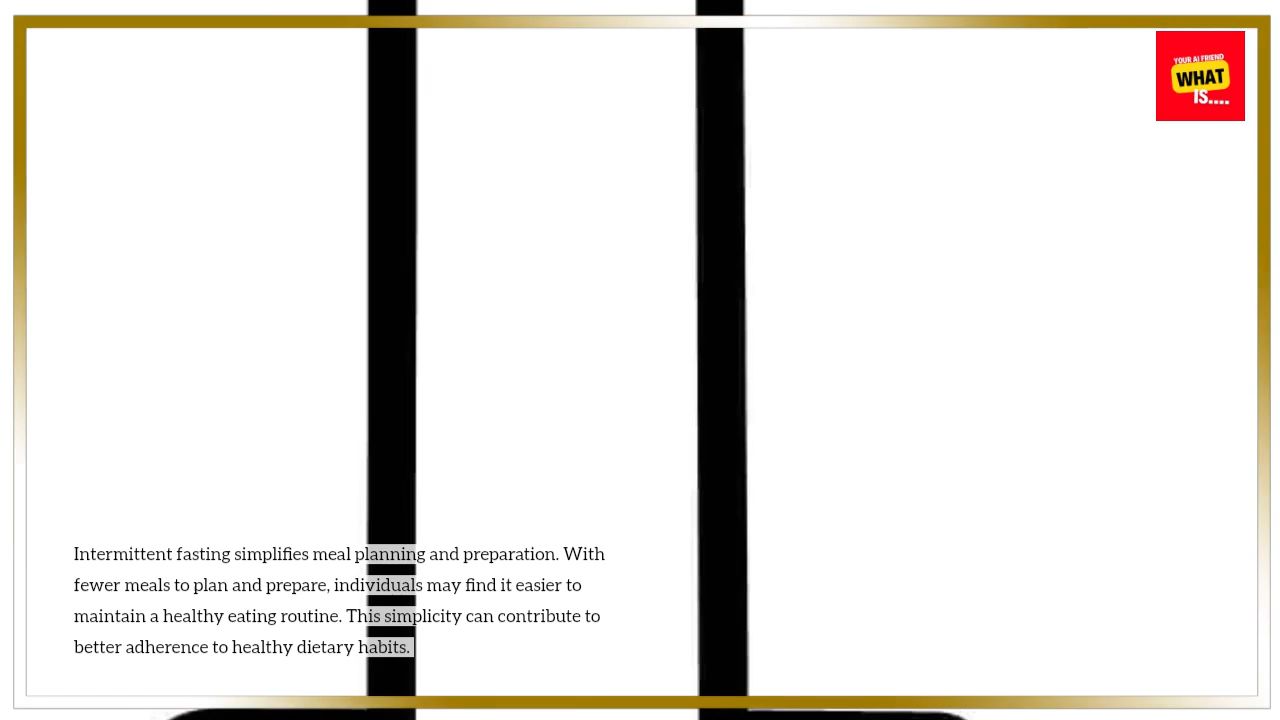 YOUR AI FRIEND
WHAT
IS....
Intermittent fasting simplifies meal planning and preparation. With
fewer meals to plan and prepare, individuals may find it easier to
maintain a healthy eating routine. This simplicity can contribute to
better adherence to healthy dietary habits.